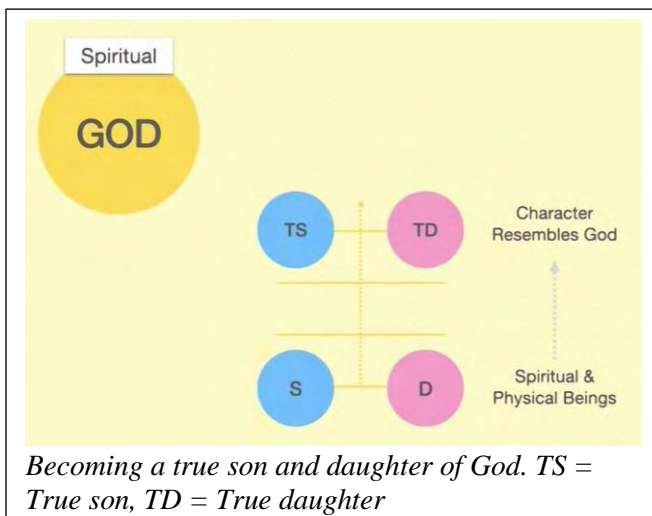 Spiritual
GOD
TS
TD
Character
Resembles God
S
D
Spiritual &
Physical Beings
Becoming a true son and daughter of God. TS =
True son, TD = True daughter